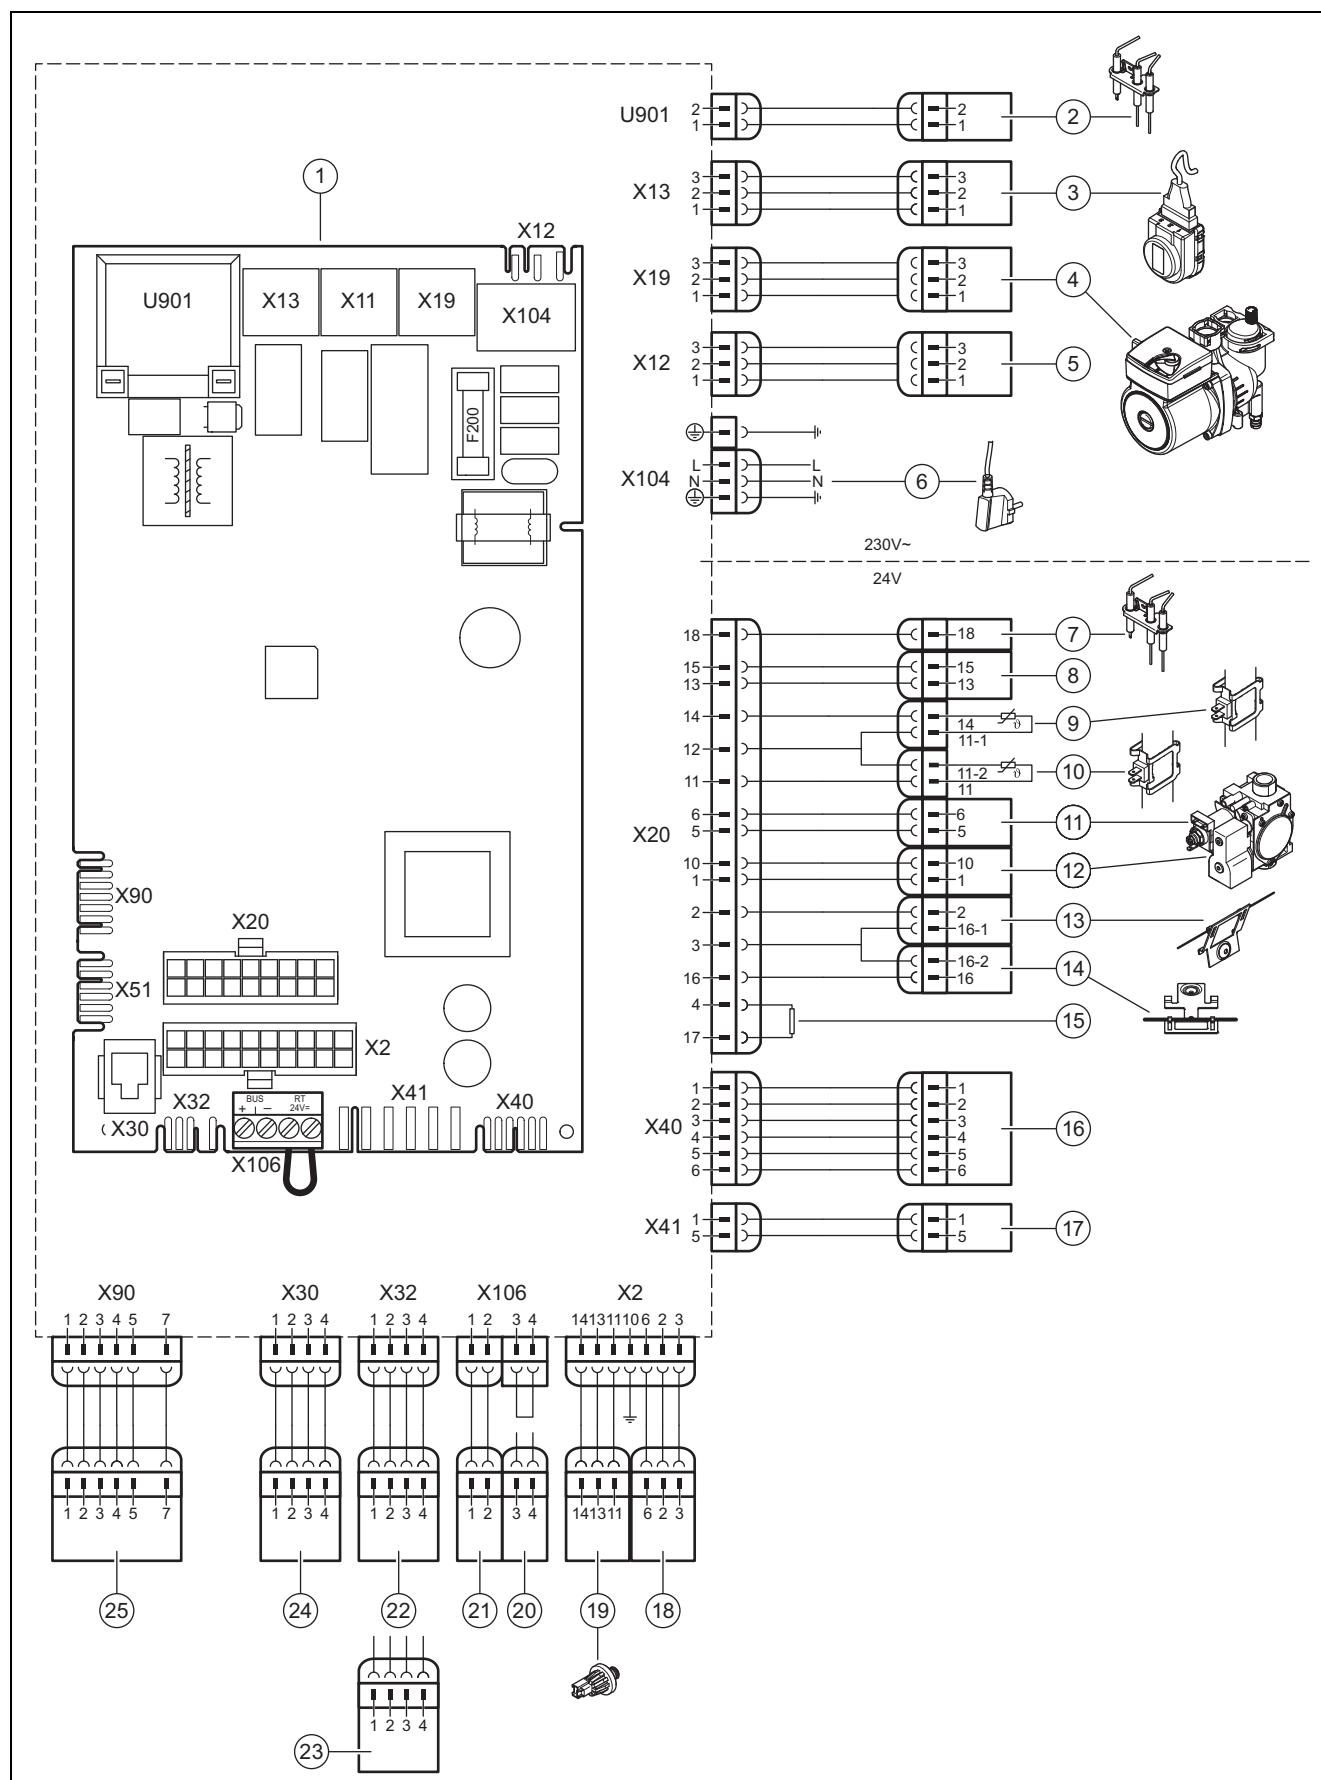 U901 2 2
1 1 2
1
X13 3 3
2 2 3
1 1
X12
U901 X13 X11 X19 X104
X19 3 3
2 2 4
1 1
X12 3 3
2 2 5
1 1
F200
X104
L L
N N 6
230V~
24V
18 18 7
15 15 8
13 13
14 14 ϑ 9
11-1
12
11-2 ϑ 10
11 11
X20
6 6 11
5 5
10 10 12
1 1
2 2 13
16-1
3
16-2 14
16 16
4
17 15
X90
X20
X51
X2
X32 BUS RT X41 X40
+ − 24V=
X30
X106
X40
1 1
2 2
3 3
4 4 16
5 5
6 6
X41 1 1 17
5 5
X90 X30 X32 X106 X2
1 2 3 4 5 7 1 2 3 4 1 2 3 4 1 2 3 4 14 13 11 10 6 2 3
1 2 3 4 5 7 1 2 3 4 1 2 3 4 1 2 3 4 14 13 11 6 2 3
25 24 22 21 20 19 18
1 2 3 4
23